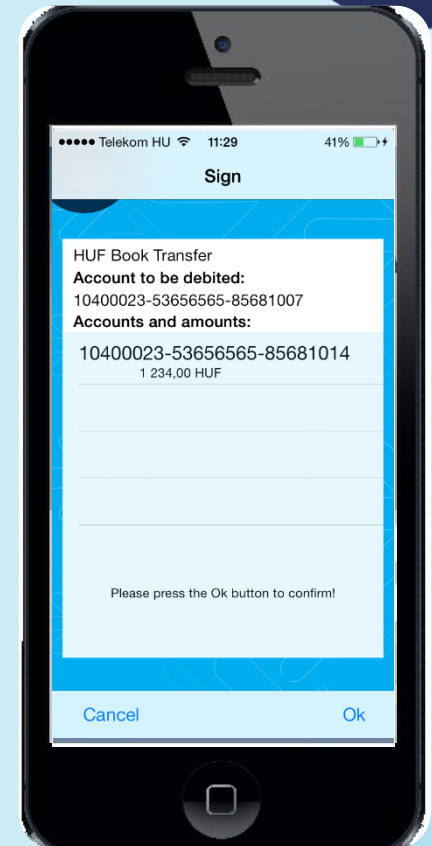 Telekom HU 11:29 41%
Sign
HUF Book Transfer
Account to be debited:
10400023-53656565-85681007
Accounts and amounts:
10400023-53656565-85681014
1 234,00 HUF
Please press the Ok button to confirm!
Cancel Ok